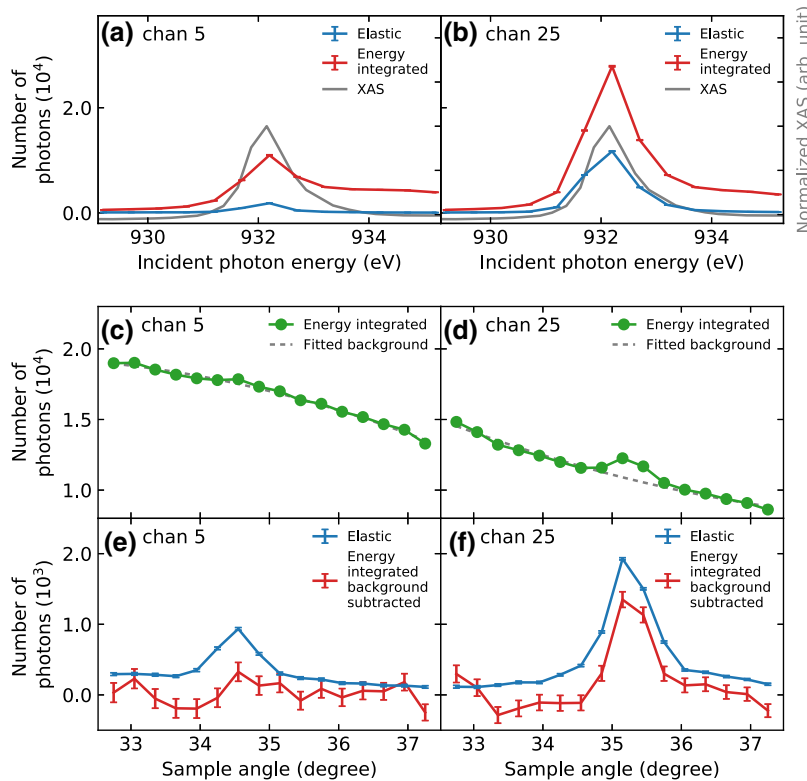 (a) chan 5
Elastic
Energy
integrated
XAS
(b) chan 25
Elastic
Energy
integrated
XAS
Number of
photons (10⁴)
2.0
0.0
Normalized XAS (arb. unit)
930 932 934
930 932 934
Incident photon energy (eV)
Incident photon energy (eV)
(c) chan 5
Energy integrated
Fitted background
(d) chan 25
Energy integrated
Fitted background
Number of
photons (10⁴)
2.0
1.5
1.0
(e) chan 5
Elastic
Energy
integrated
background
subtracted
(f) chan 25
Elastic
Energy
integrated
background
subtracted
Number of
photons (10³)
2.0
1.0
0.0
33 34 35 36 37
33 34 35 36 37
Sample angle (degree)
Sample angle (degree)